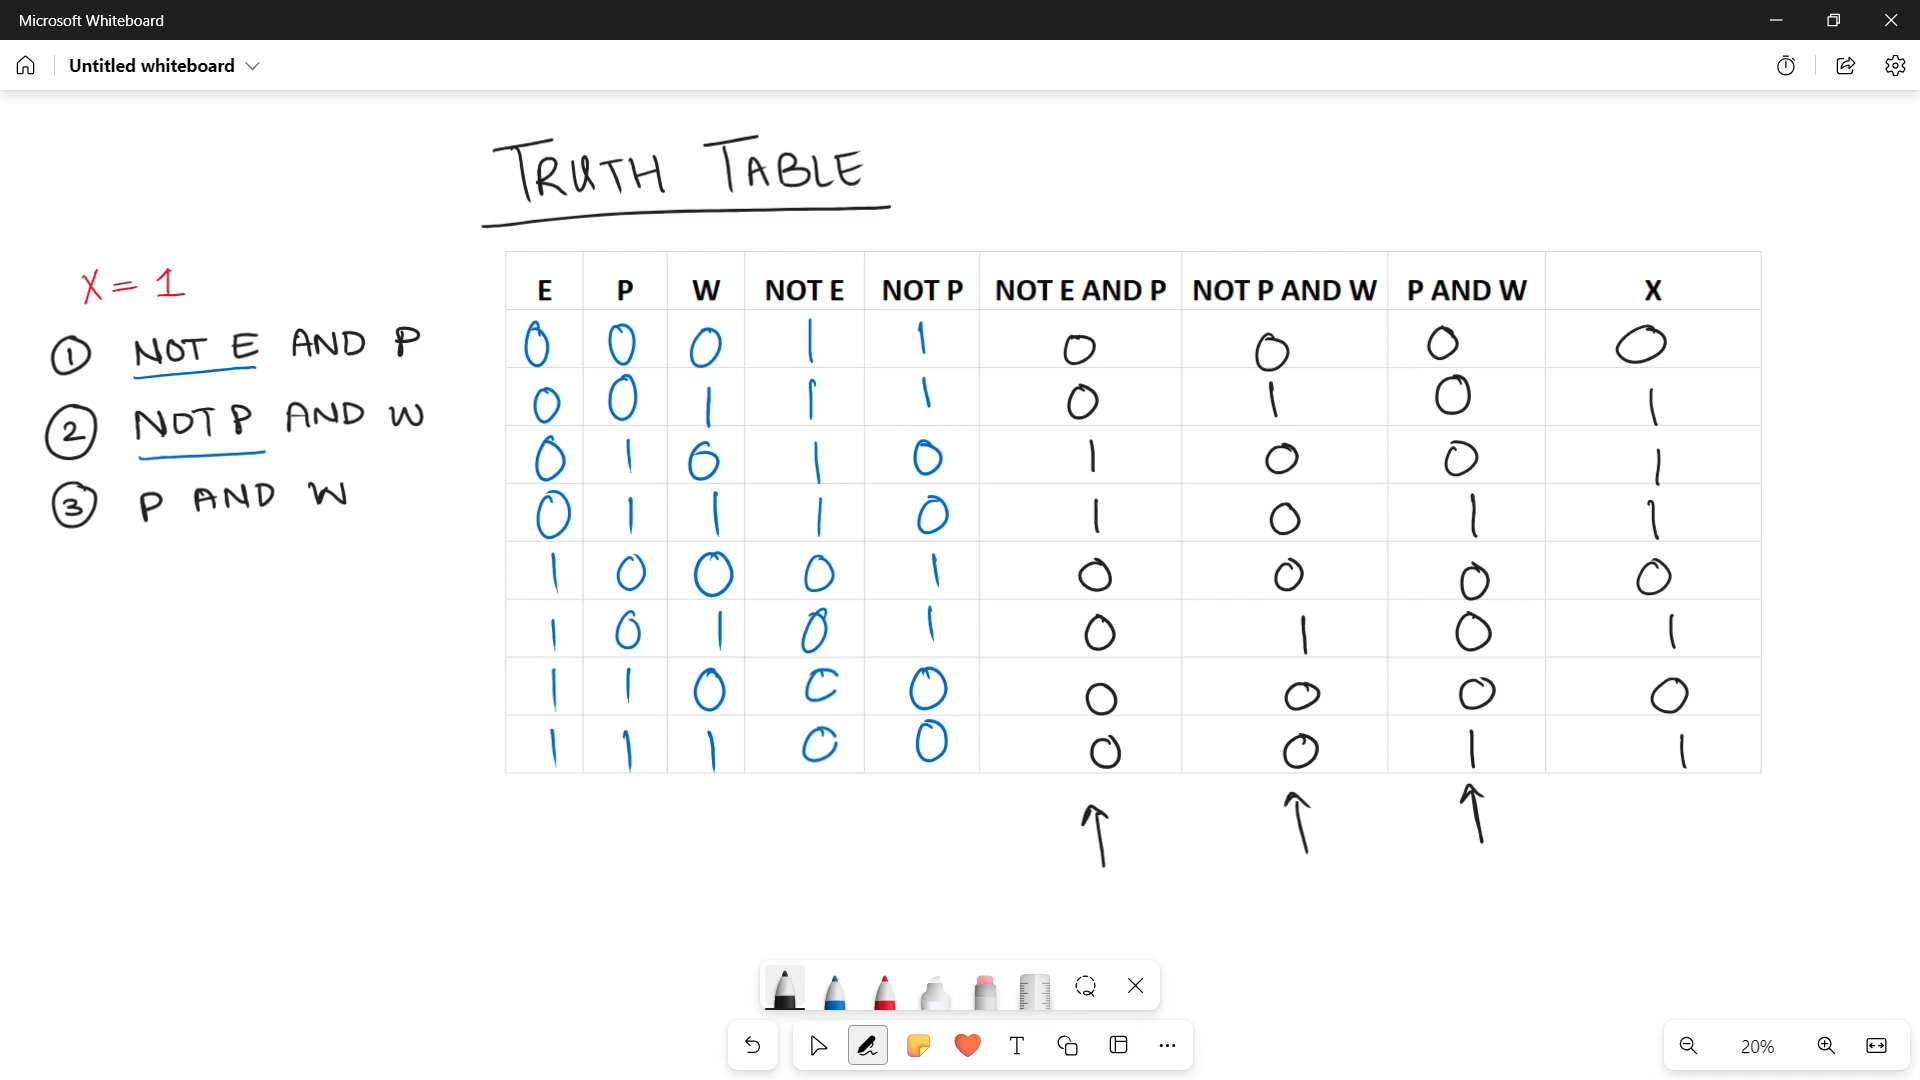 Microsoft Whiteboard
Untitled whiteboard
TRUTH TABLE
X = 1
① NOT E AND P
② NOT P AND W
③ P AND W
E P W NOT E NOT P NOT E AND P NOT P AND W P AND W X
0 0 0 1 1 0 0 0 0
0 0 1 1 1 0 1 0 1
0 1 0 1 0 1 0 0 1
0 1 1 1 0 1 0 1 1
1 0 0 0 1 0 0 0 0
1 0 1 0 1 0 1 0 1
1 1 0 0 0 0 0 0 0
1 1 1 0 0 0 0 1 1
20%